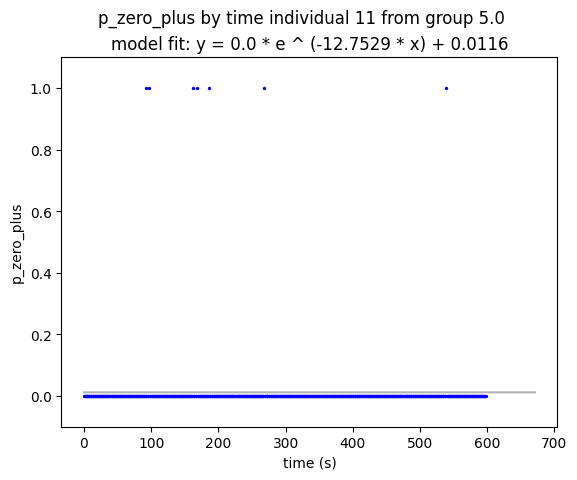 p_zero_plus by time individual 11 from group 5.0
model fit: y = 0.0 * e ^ (-12.7529 * x) + 0.0116
1.0
0.8
0.6
0.4
0.2
0.0
p_zero_plus
0 100 200 300 400 500 600 700
time (s)